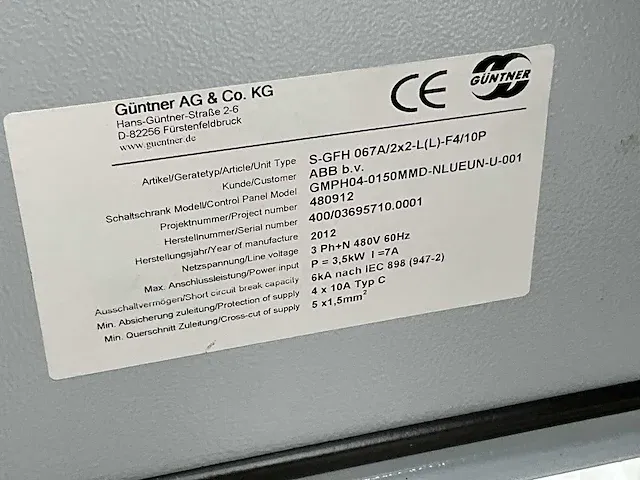 Güntner AG & Co. KG
Hans-Güntner-Straße 2-6
D-82256 Fürstenfeldbruck
www.guentner.de
CE
GÜNTNER
Artikel/Gerätetyp/Article/Unit Type S-GFH 067A/2x2-L(L)-F4/10P
Kunde/Customer ABB b.v.
Schaltschrank Modell/Control Panel Model GMPH04-0150MMD-NLUEUN-U-001
Projektnummer/Project number 480912
Herstellnummer/Serial number 400/03695710.0001
Herstellungsjahr/Year of manufacture 2012
Netzspannung/Line voltage 3 Ph+N 480V 60Hz
Max. Anschlussleistung/Power input P = 3,5kW I =7A
Ausschaltvermögen/Short circuit break capacity 6kA nach IEC 898 (947-2)
Min. Absicherung zuleitung/Protection of supply 4 x 10A Typ C
Min. Querschnitt Zuleitung/Cross-cut of supply 5 x1,5mm²